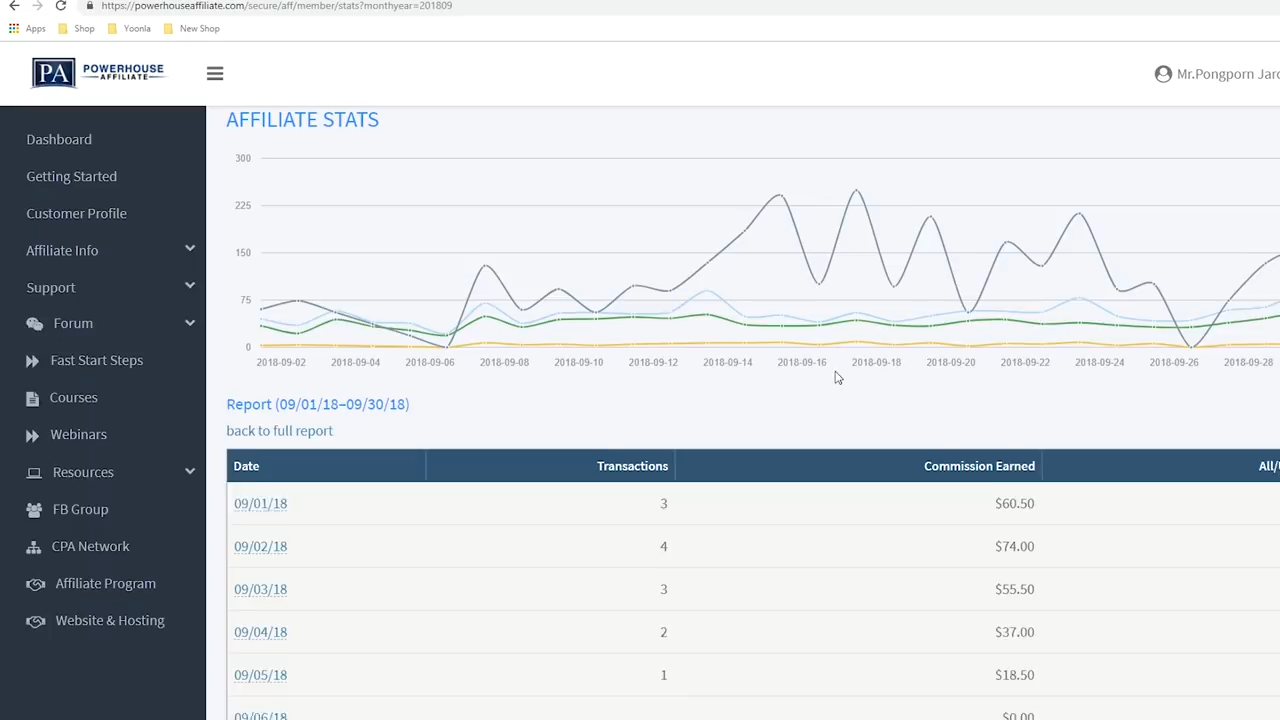 https://powerhouseaffiliate.com/secure/aff/member/stats?monthyear=201809
Apps Shop Yoonla New Shop
PA POWERHOUSE
AFFILIATE
Mr.Pongporn
Dashboard
Getting Started
Customer Profile
Affiliate Info
Support
Forum
Fast Start Steps
Courses
Webinars
Resources
FB Group
CPA Network
Affiliate Program
Website & Hosting
AFFILIATE STATS
300
225
150
75
0
2018-09-02 2018-09-04 2018-09-06 2018-09-08 2018-09-10 2018-09-12 2018-09-14 2018-09-16 2018-09-18 2018-09-20 2018-09-22 2018-09-24 2018-09-26 2018-09-28
Report (09/01/18–09/30/18)
back to full report
Date Transactions Commission Earned All/
09/01/18 3 $60.50
09/02/18 4 $74.00
09/03/18 3 $55.50
09/04/18 2 $37.00
09/05/18 1 $18.50
09/06/18 $0.00